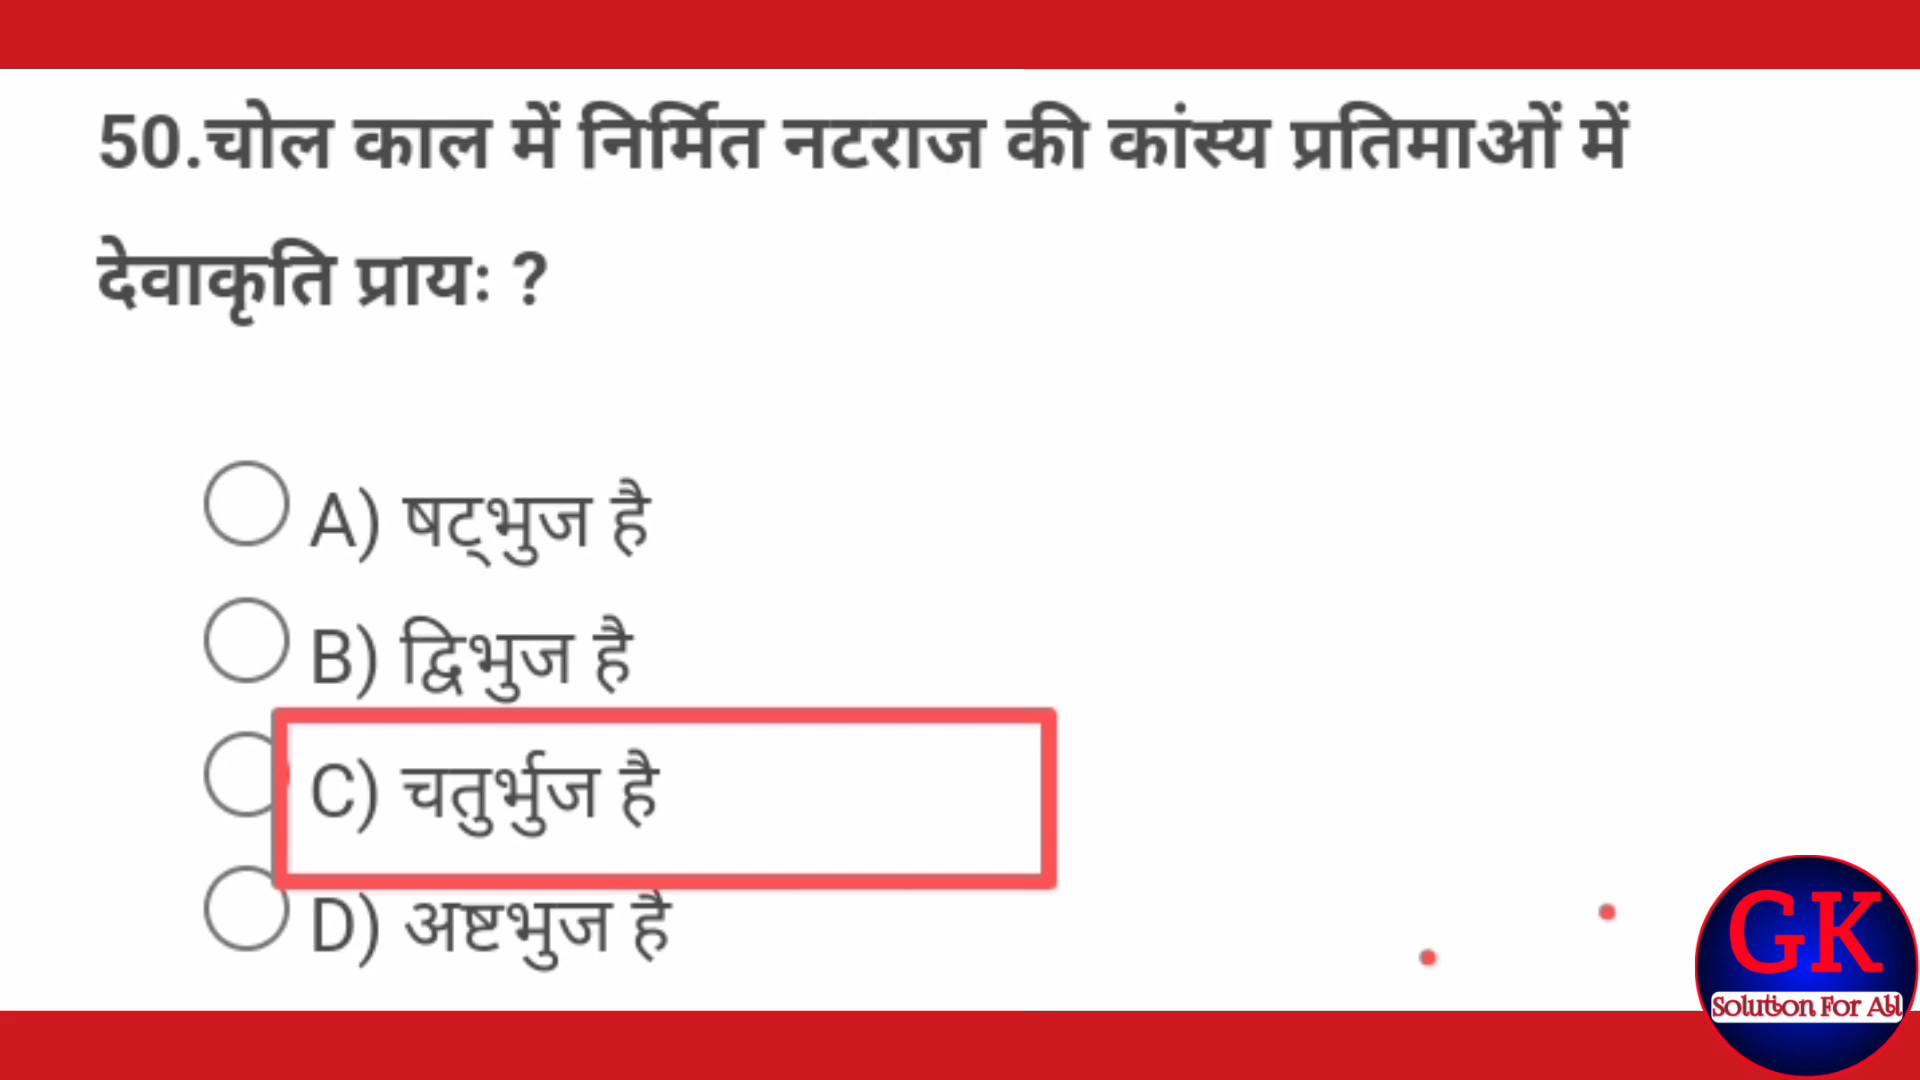 50.चोल काल में निर्मित नटराज की कांस्य प्रतिमाओं में
देवाकृति प्रायः ?
A) षट्भुज है
B) द्विभुज है
C) चतुर्भुज है
D) अष्टभुज है
GK
Solution For All